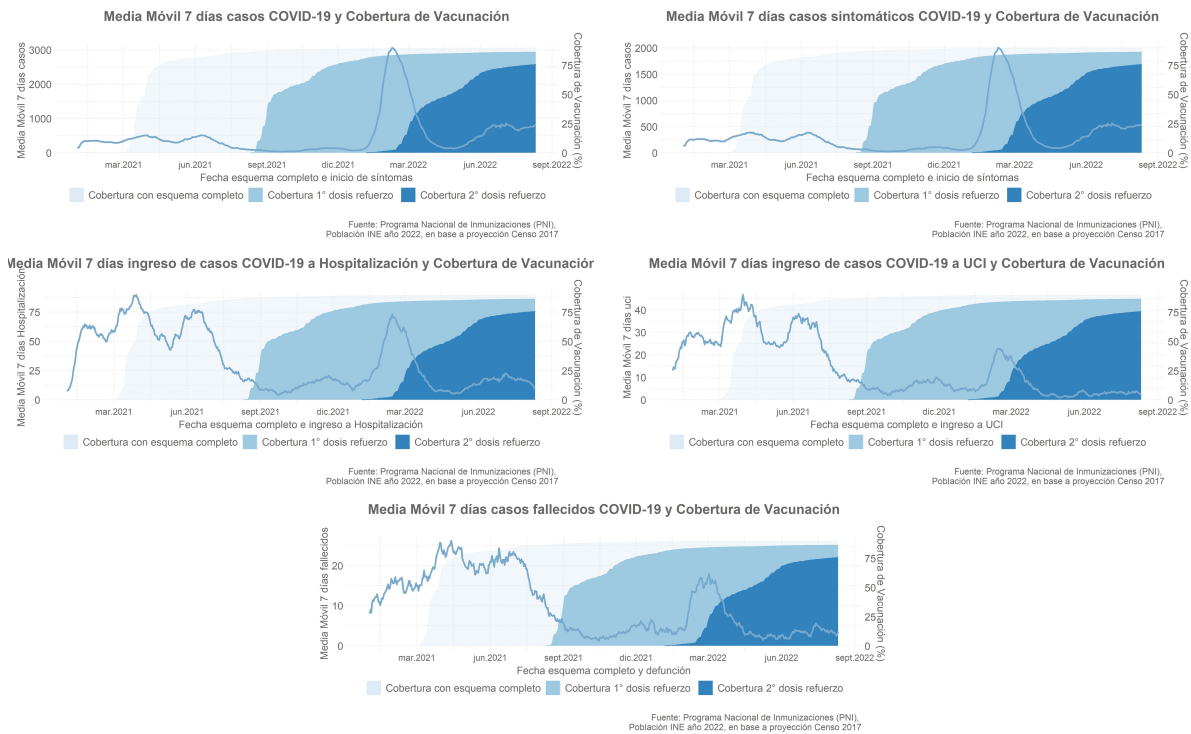 Media Móvil 7 días casos COVID-19 y Cobertura de Vacunación
Media Móvil 7 días casos
3000
2000
1000
0
Cobertura de Vacunación (%)
75
50
25
0
mar.2021 jun.2021 sept.2021 dic.2021 mar.2022 jun.2022 sept.2022
Fecha esquema completo e inicio de síntomas
Cobertura con esquema completo Cobertura 1° dosis refuerzo Cobertura 2° dosis refuerzo
Fuente: Programa Nacional de Inmunizaciones (PNI),
Población INE año 2022, en base a proyección Censo 2017
Media Móvil 7 días casos sintomáticos COVID-19 y Cobertura de Vacunación
Media Móvil 7 días casos
2000
1500
1000
500
0
Cobertura de Vacunación (%)
75
50
25
0
mar.2021 jun.2021 sept.2021 dic.2021 mar.2022 jun.2022 sept.2022
Fecha esquema completo e inicio de síntomas
Cobertura con esquema completo Cobertura 1° dosis refuerzo Cobertura 2° dosis refuerzo
Fuente: Programa Nacional de Inmunizaciones (PNI),
Población INE año 2022, en base a proyección Censo 2017
Media Móvil 7 días ingreso de casos COVID-19 a Hospitalización y Cobertura de Vacunación
Media Móvil 7 días Hospitalización
75
50
25
0
Cobertura de Vacunación (%)
75
50
25
0
mar.2021 jun.2021 sept.2021 dic.2021 mar.2022 jun.2022 sept.2022
Fecha esquema completo e ingreso a Hospitalización
Cobertura con esquema completo Cobertura 1° dosis refuerzo Cobertura 2° dosis refuerzo
Fuente: Programa Nacional de Inmunizaciones (PNI),
Población INE año 2022, en base a proyección Censo 2017
Media Móvil 7 días ingreso de casos COVID-19 a UCI y Cobertura de Vacunación
Media Móvil 7 días uci
40
30
20
10
0
Cobertura de Vacunación (%)
75
50
25
0
mar.2021 jun.2021 sept.2021 dic.2021 mar.2022 jun.2022 sept.2022
Fecha esquema completo e ingreso a UCI
Cobertura con esquema completo Cobertura 1° dosis refuerzo Cobertura 2° dosis refuerzo
Fuente: Programa Nacional de Inmunizaciones (PNI),
Población INE año 2022, en base a proyección Censo 2017
Media Móvil 7 días casos fallecidos COVID-19 y Cobertura de Vacunación
Media Móvil 7 días fallecidos
20
10
0
Cobertura de Vacunación (%)
75
50
25
0
mar.2021 jun.2021 sept.2021 dic.2021 mar.2022 jun.2022 sept.2022
Fecha esquema completo y defunción
Cobertura con esquema completo Cobertura 1° dosis refuerzo Cobertura 2° dosis refuerzo
Fuente: Programa Nacional de Inmunizaciones (PNI),
Población INE año 2022, en base a proyección Censo 2017